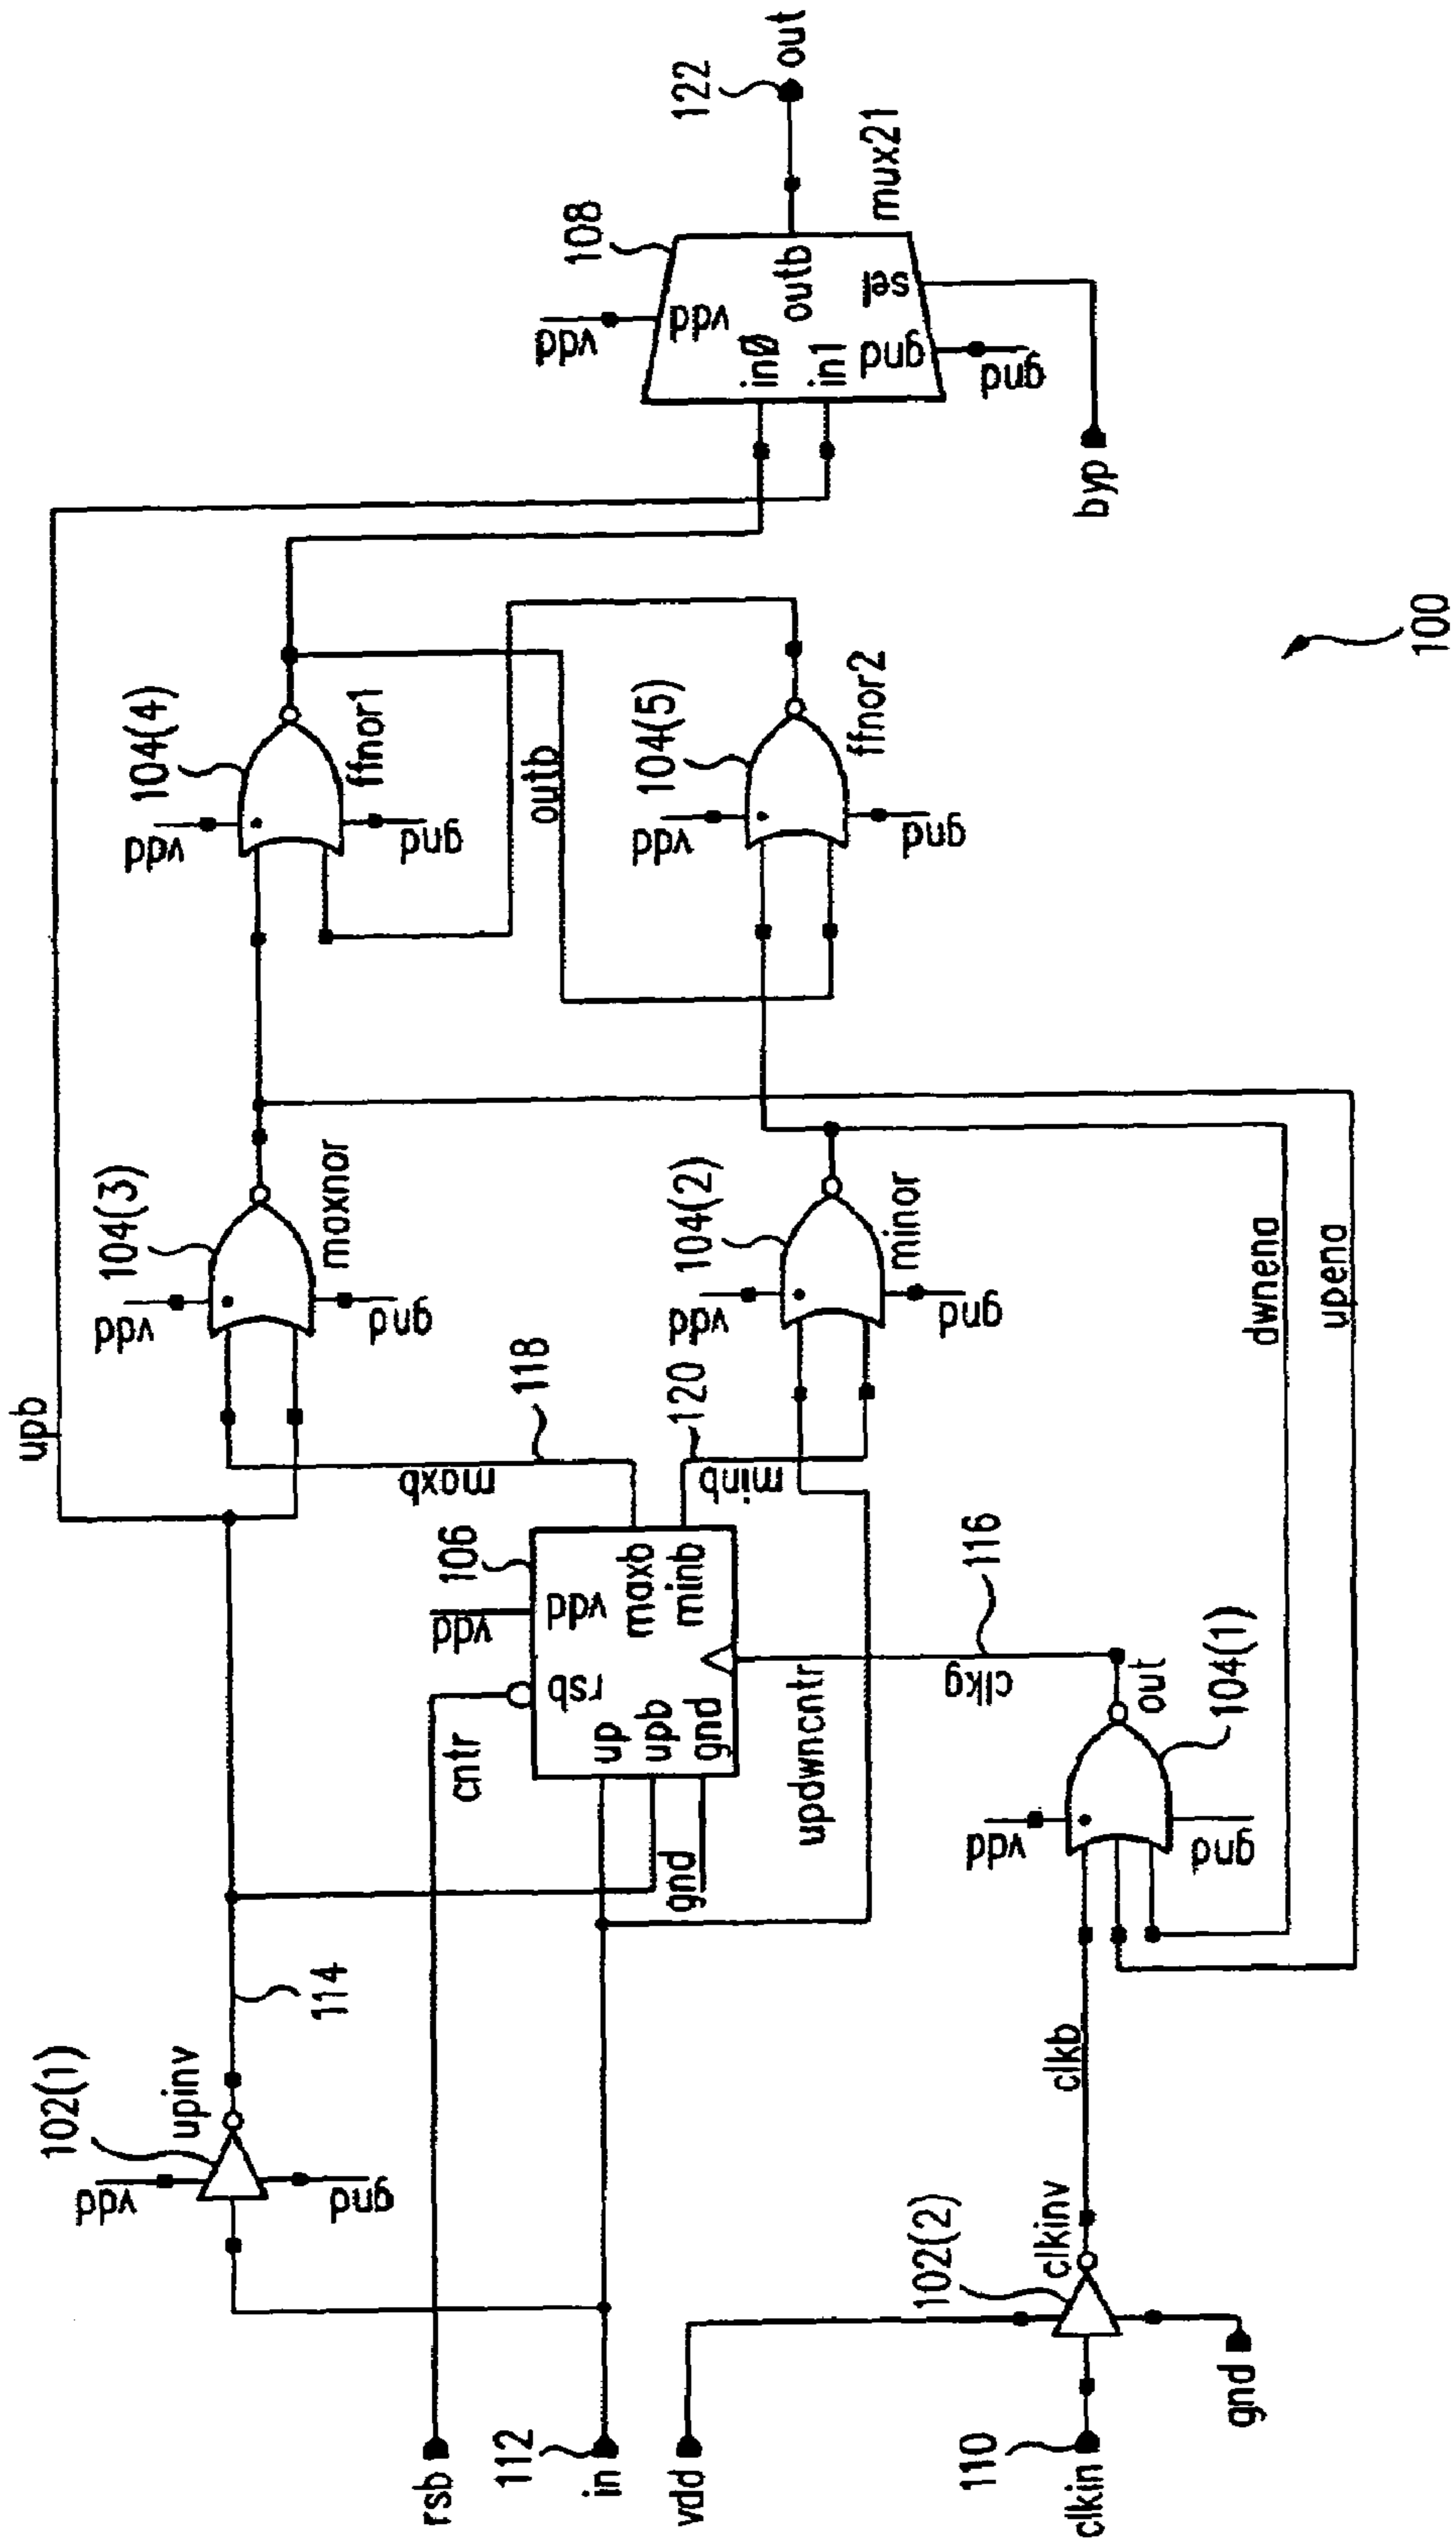 upb
102(1)
upinv
vdd
gnd
114
104(3)
moxnor
vdd
gnd
104(4)
ffnor1
vdd
gnd
outb
108
vdd
vdd
in0
in1
outb
sel
gnd
gnd
mux21
122
out
byp
rsb
cntr
112
in
106
vdd
vdd
rsb
up
upb
gnd
gnd
maxb
minb
updwncntr
maxb
118
minb
120
104(2)
minor
vdd
gnd
104(5)
ffnor2
vdd
gnd
vdd
110
clkin
102(2)
clkinv
gnd
clkb
vdd
gnd
out
104(1)
clkg
116
dwnena
upena
100